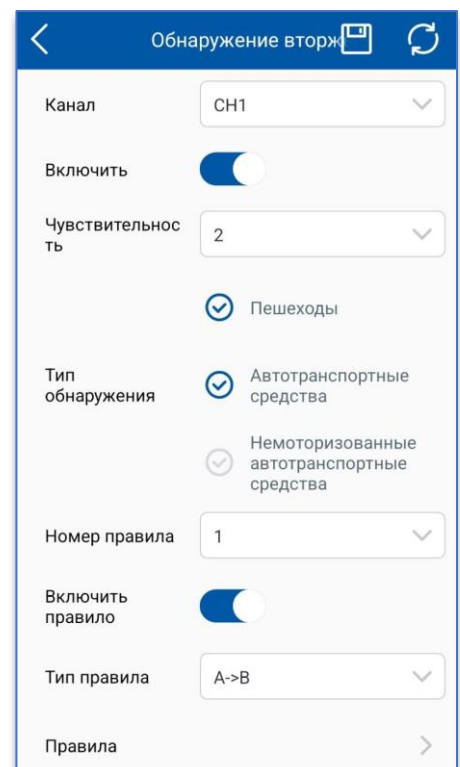 Обнаружение вторж
Канал
CH1
Включить
Чувствительнос
ть
2
Пешеходы
Тип
обнаружения
Автотранспортные
средства
Немоторизованные
автотранспортные
средства
Номер правила
1
Включить
правило
Тип правила
A->B
Правила